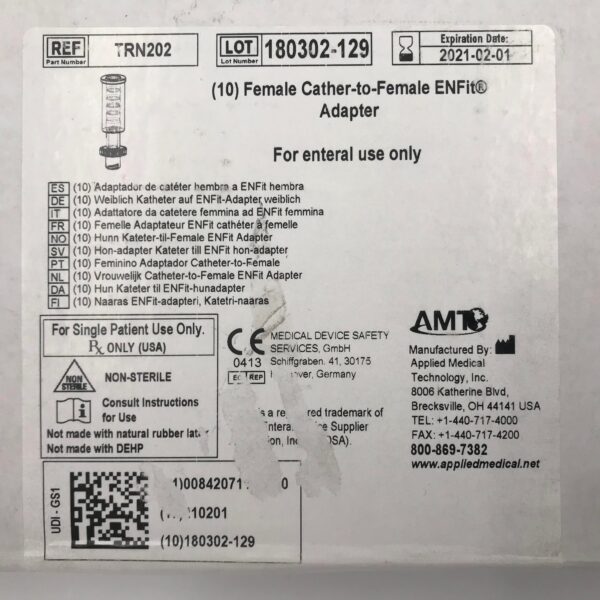 REF TRN202
Part Number
LOT 180302-129
Lot Number
Expiration Date:
2021-02-01
(10) Female Cather-to-Female ENFit®
Adapter
For enteral use only
ES (10) Adaptador de catéter hembra a ENFit hembra
DE (10) Weiblich Katheter auf ENFit-Adapter weiblich
IT (10) Adattatore da catetere femmina ad ENFit femmina
FR (10) Femelle Adaptateur ENFit cathéter à femelle
NO (10) Hunn Kateter-til-Female ENFit Adapter
SV (10) Hon-adapter Kateter till ENFit hon-adapter
PT (10) Feminino Adaptador Catheter-to-Female
NL (10) Vrouwelijk Catheter-to-Female ENFit Adapter
DA (10) Hun Kateter til ENFit-hunadapter
FI (10) Naaras ENFit-adapteri, Katetri-naaras
For Single Patient Use Only.
Rx ONLY (USA)
NON
STERILE
NON-STERILE
Consult Instructions
for Use
Not made with natural rubber
Not made with DEHP
CE
0413
MEDICAL DEVICE SAFETY
SERVICES, GmbH
Schiffgraben. 41, 30175
REP Germany
trademark of
Supplier
Inc.
AMT
Manufactured By:
Applied Medical
Technology, Inc.
8006 Katherine Blvd,
Brecksville, OH 44141 USA
TEL: +1-440-717-4000
FAX: +1-440-717-4200
800-869-7382
www.appliedmedical.net
UDI - GS1
(10)180302-129